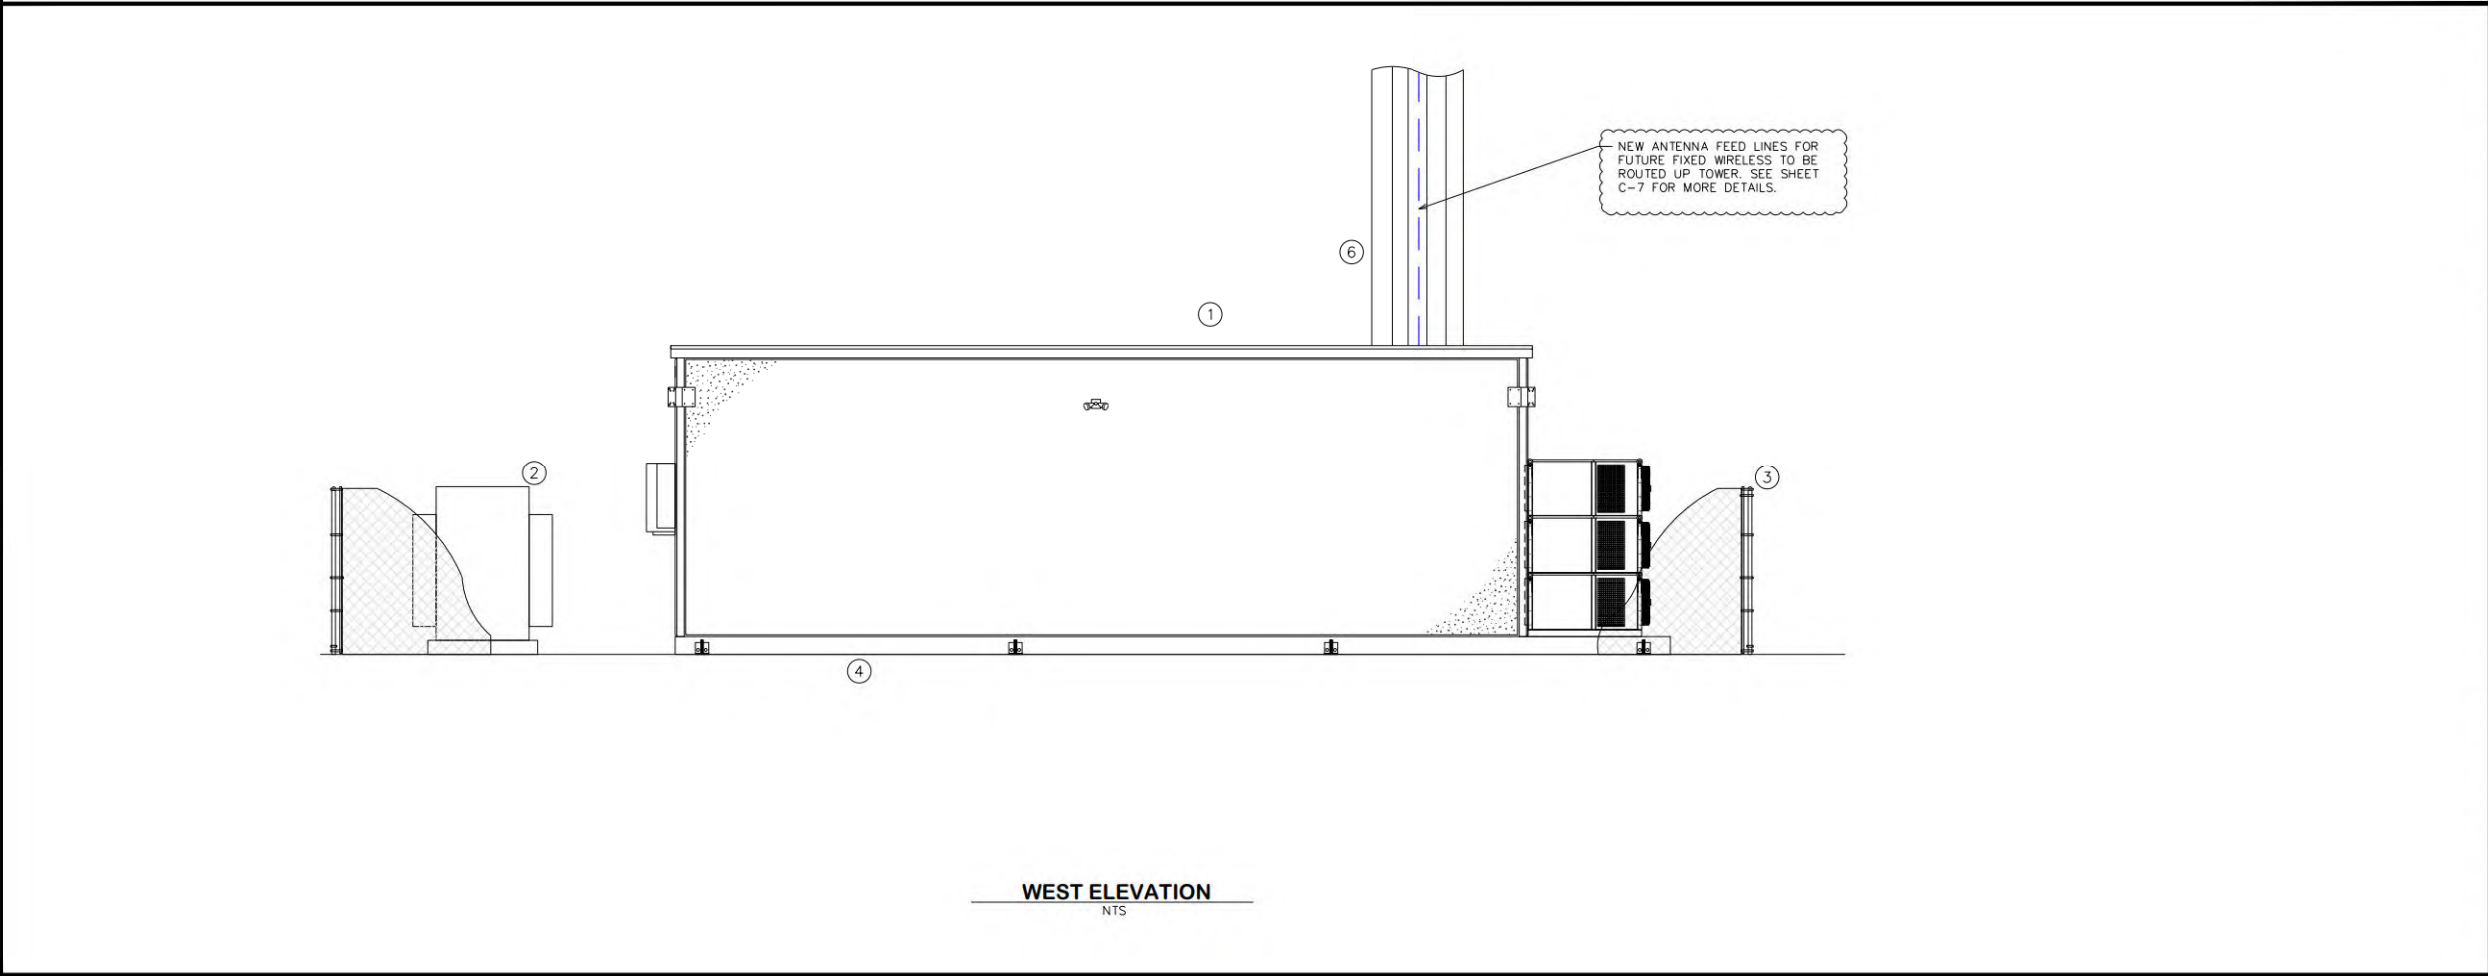 NEW ANTENNA FEED LINES FOR
FUTURE FIXED WIRELESS TO BE
ROUTED UP TOWER. SEE SHEET
C-7 FOR MORE DETAILS.
6
1
2
3
4
WEST ELEVATION
NTS